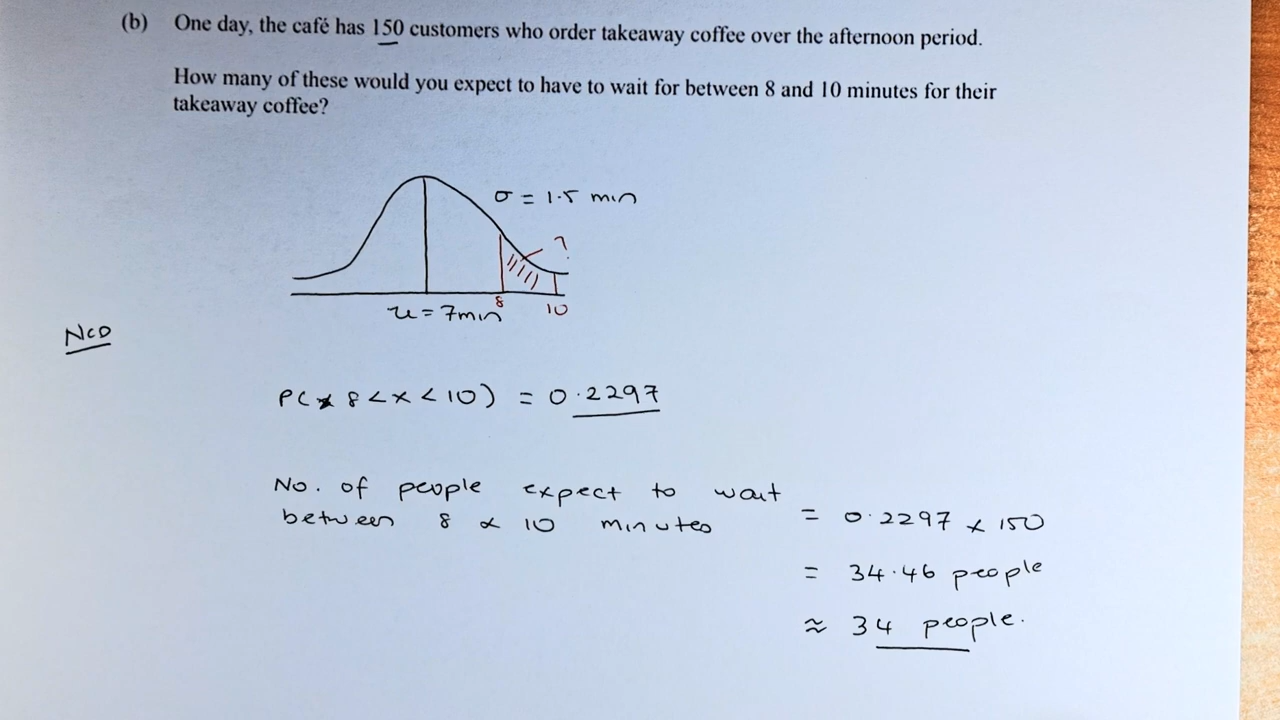 (b) One day, the café has 150 customers who order takeaway coffee over the afternoon period.
How many of these would you expect to have to wait for between 8 and 10 minutes for their
takeaway coffee?
σ = 1.5 min
?
8
μ = 7min
10
NCD
P( 8 < x < 10) = 0.2297
No. of people expect to wait
between 8 & 10 minutes
= 0.2297 x 150
= 34.46 people
≈ 34 people.